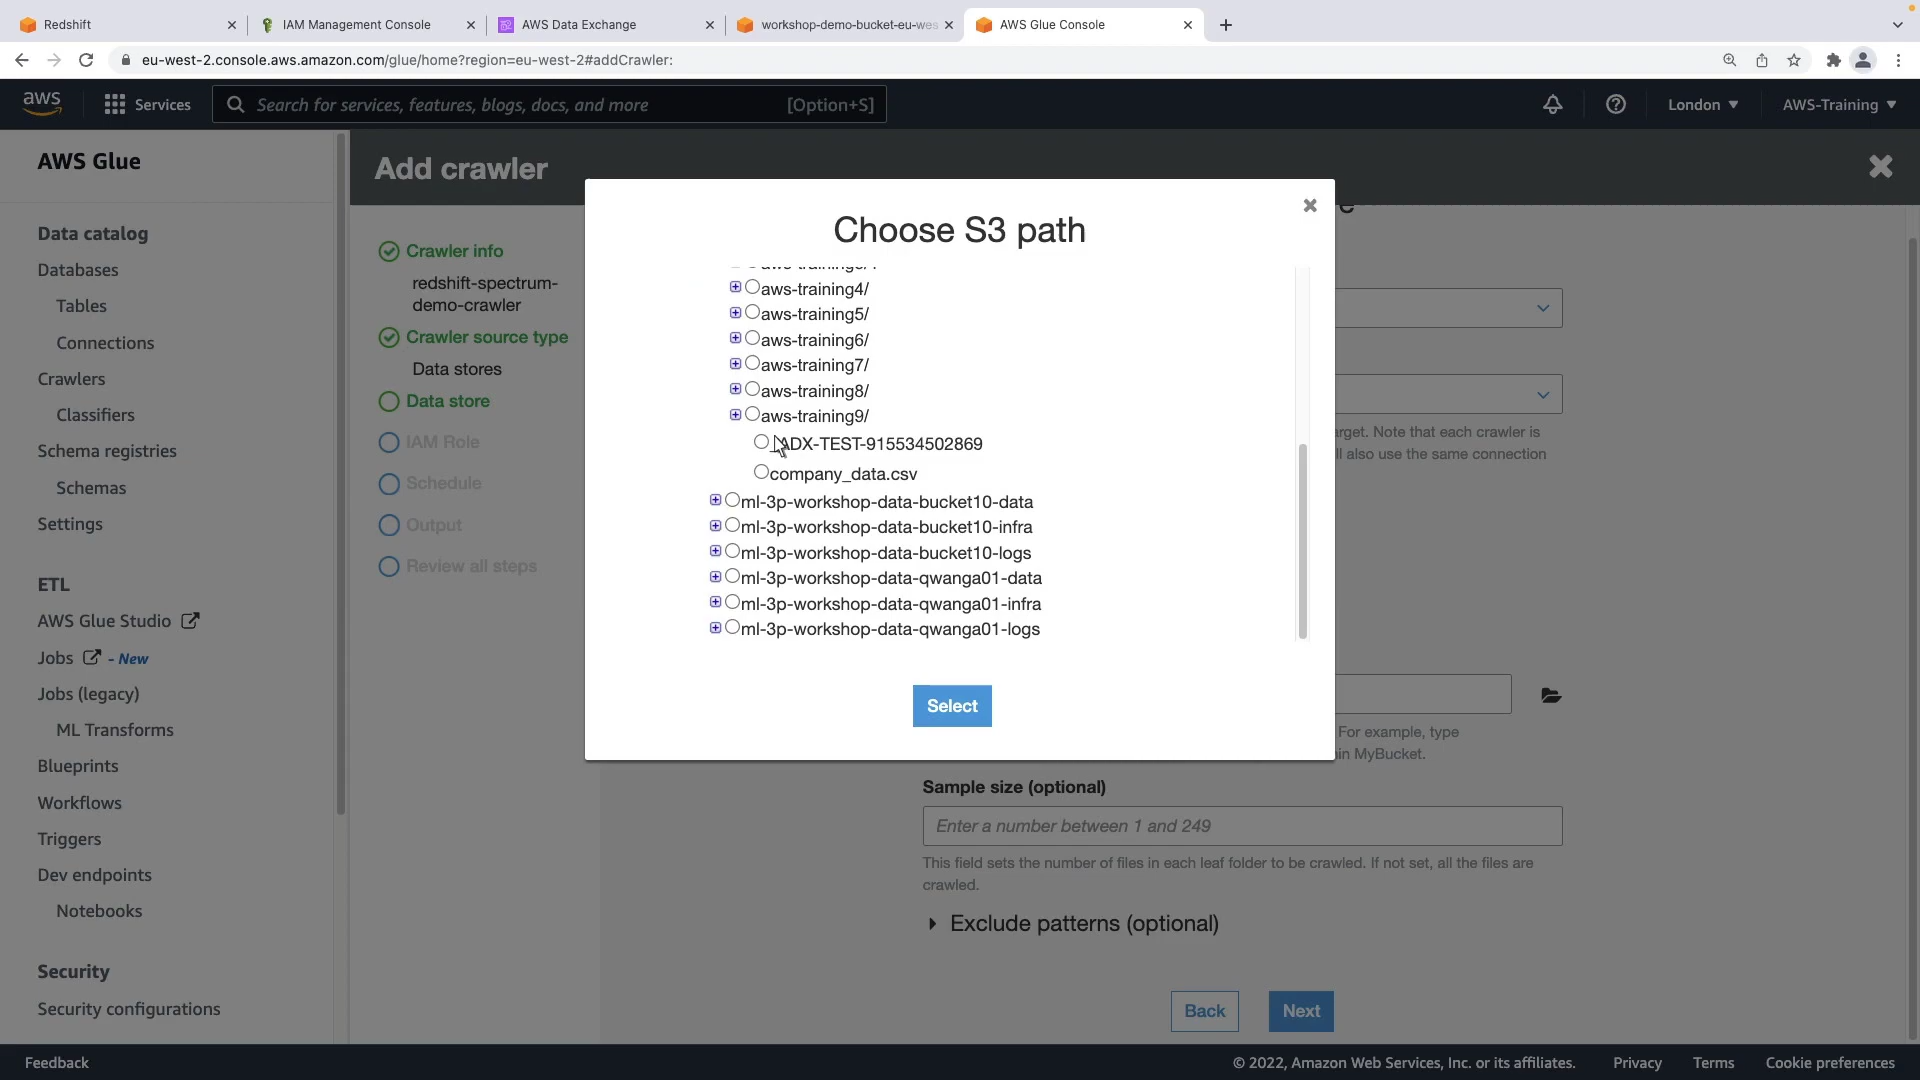 Redshift
IAM Management Console
AWS Data Exchange
workshop-demo-bucket-eu-wes
AWS Glue Console
eu-west-2.console.aws.amazon.com/glue/home?region=eu-west-2#addCrawler:
aws
Services
Search for services, features, blogs, docs, and more
[Option+S]
London
AWS-Training
AWS Glue
Data catalog
Databases
Tables
Connections
Crawlers
Classifiers
Schema registries
Schemas
Settings
ETL
AWS Glue Studio
Jobs - New
Jobs (legacy)
ML Transforms
Blueprints
Workflows
Triggers
Dev endpoints
Notebooks
Security
Security configurations
Add crawler
Crawler info
redshift-spectrum-
demo-crawler
Crawler source type
Data stores
Data store
IAM Role
Schedule
Output
Review all steps
Choose S3 path
aws-training4/
aws-training5/
aws-training6/
aws-training7/
aws-training8/
aws-training9/
ADX-TEST-915534502869
company_data.csv
ml-3p-workshop-data-bucket10-data
ml-3p-workshop-data-bucket10-infra
ml-3p-workshop-data-bucket10-logs
ml-3p-workshop-data-qwanga01-data
ml-3p-workshop-data-qwanga01-infra
ml-3p-workshop-data-qwanga01-logs
Select
arget. Note that each crawler is
ll also use the same connection
For example, type
in MyBucket.
Sample size (optional)
Enter a number between 1 and 249
This field sets the number of files in each leaf folder to be crawled. If not set, all the files are
crawled.
Exclude patterns (optional)
Back
Next
Feedback
© 2022, Amazon Web Services, Inc. or its affiliates.
Privacy
Terms
Cookie preferences